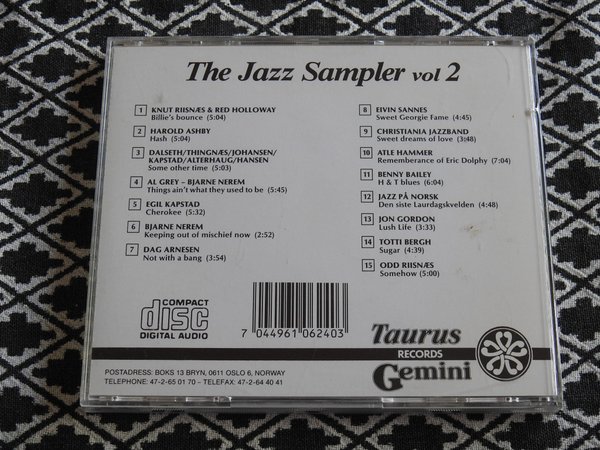 The Jazz Sampler vol 2
1 KNUT RIISNÆS & RED HOLLOWAY
Billie's bounce (5:04)
2 HAROLD ASHBY
Hash (5:04)
3 DALSETH/THINGNÆS/JOHANSEN/
KAPSTAD/ALTERHAUG/HANSEN
Some other time (5:03)
4 AL GREY – BJARNE NEREM
Things ain't what they used to be (5:45)
5 EGIL KAPSTAD
Cherokee (5:32)
6 BJARNE NEREM
Keeping out of mischief now (2:52)
7 DAG ARNESEN
Not with a bang (3:54)
8 EIVIN SANNES
Sweet Georgie Fame (4:45)
9 CHRISTIANIA JAZZBAND
Sweet dreams of love (3:48)
10 ATLE HAMMER
Rememberance of Eric Dolphy (7:04)
11 BENNY BAILEY
H & T blues (6:04)
12 JAZZ PÅ NORSK
Den siste Laurdagskvelden (4:48)
13 JON GORDON
Lush Life (3:33)
14 TOTTI BERGH
Sugar (4:39)
15 ODD RIISNÆS
Somehow (5:00)
COMPACT
disc
DIGITAL AUDIO
7 044961 062403
Taurus
RECORDS
Gemini
POSTADRESS: BOKS 13 BRYN, 0611 OSLO 6, NORWAY
TELEPHONE: 47-2-65 01 70 – TELEFAX: 47-2-64 40 41